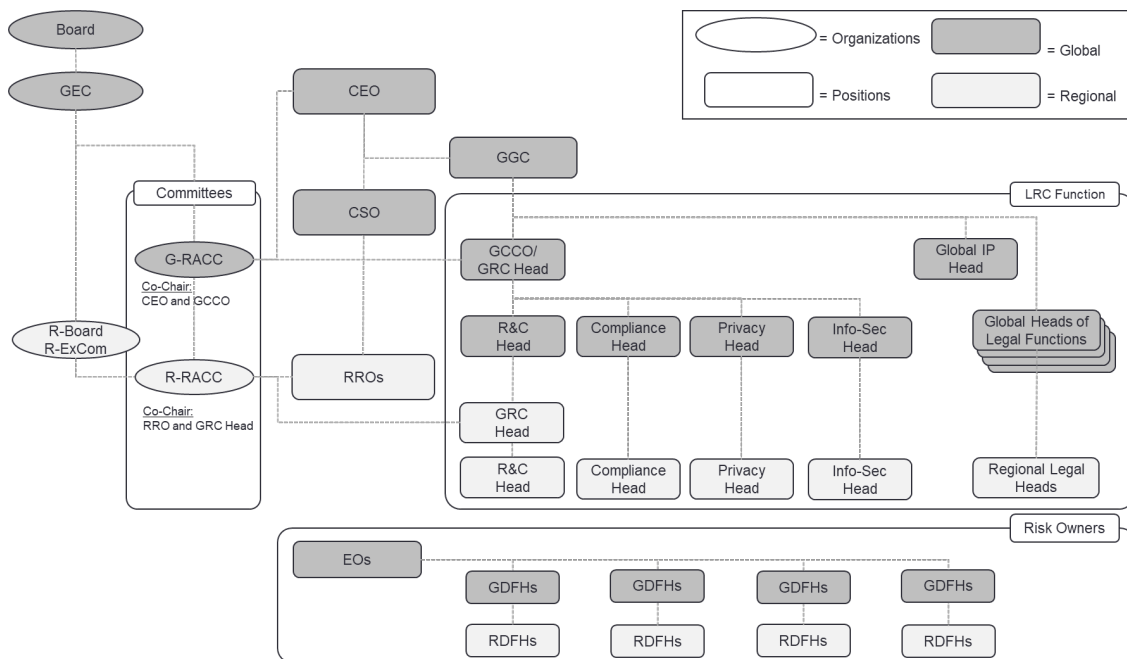 Board
GEC
= Organizations
= Global
= Positions
= Regional
CEO
GGC
CSO
Committees
G-RACC
Co-Chair:
CEO and GCCO
R-Board
R-ExCom
R-RACC
Co-Chair:
RRO and GRC Head
RROs
LRC Function
GCCO/
GRC Head
Global IP
Head
R&C
Head
Compliance
Head
Privacy
Head
Info-Sec
Head
Global Heads of
Legal Functions
GRC
Head
R&C
Head
Compliance
Head
Privacy
Head
Info-Sec
Head
Regional Legal
Heads
Risk Owners
EOs
GDFHs
GDFHs
GDFHs
GDFHs
RDFHs
RDFHs
RDFHs
RDFHs